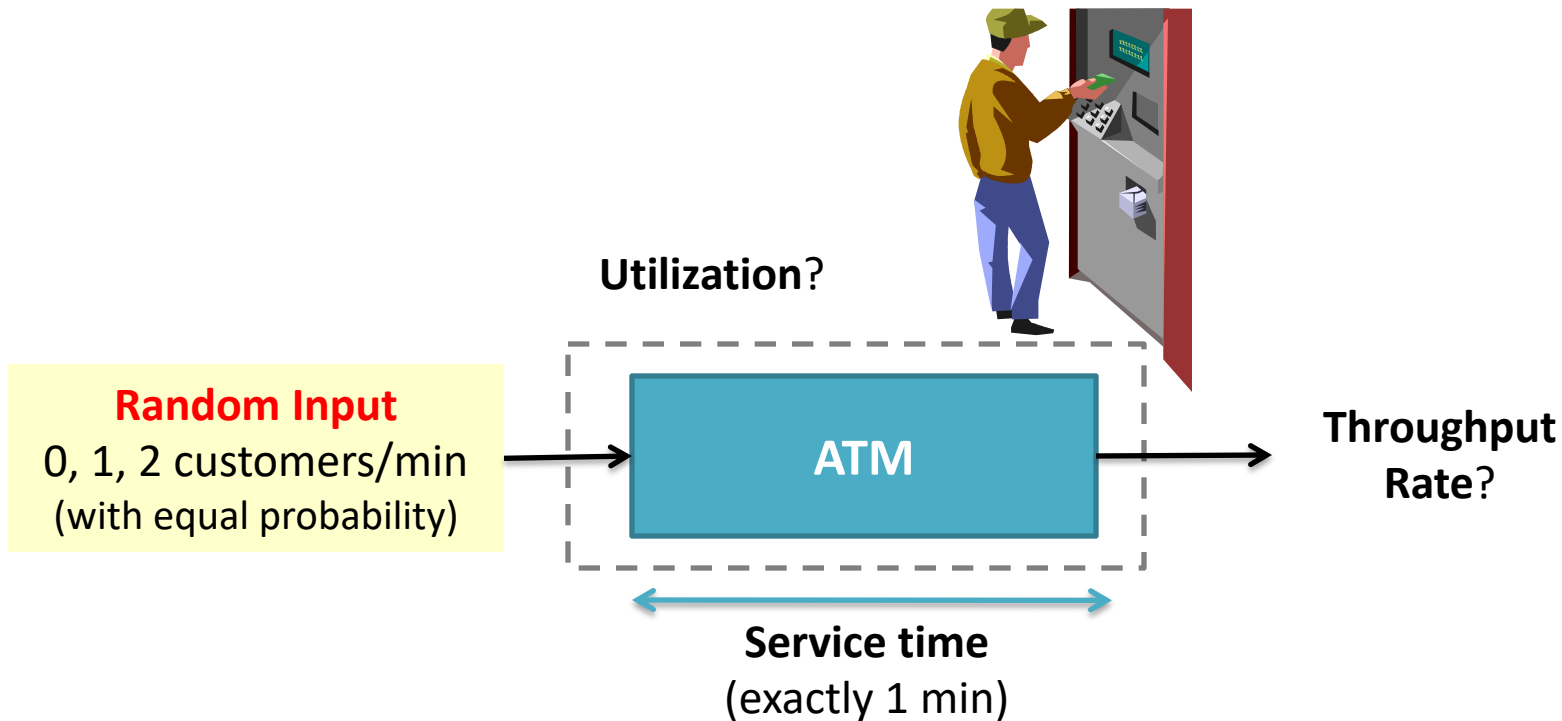 Utilization?
Random Input
0, 1, 2 customers/min
(with equal probability)
ATM
Throughput
Rate?
Service time
(exactly 1 min)